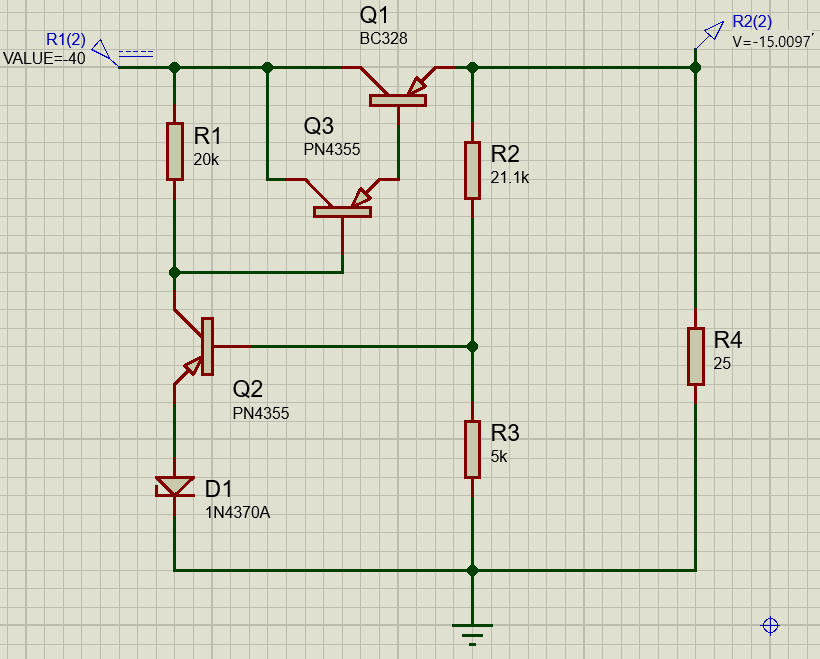 Q1
BC328
R1(2)
VALUE=-40
R2(2)
V=-15.0097
R1
20k
Q3
PN4355
R2
21.1k
R4
25
Q2
PN4355
R3
5k
D1
1N4370A